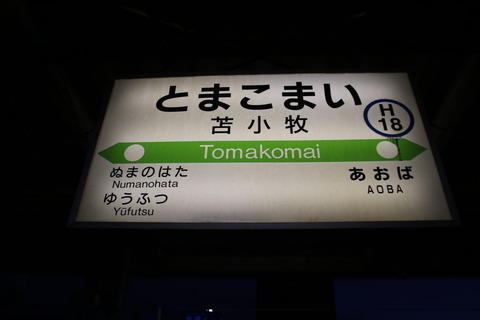 とまこまい
苫小牧
H
18
Tomakomai
ぬまのはた
Numanohata
ゆうふつ
Yūfutsu
あおば
AOBA